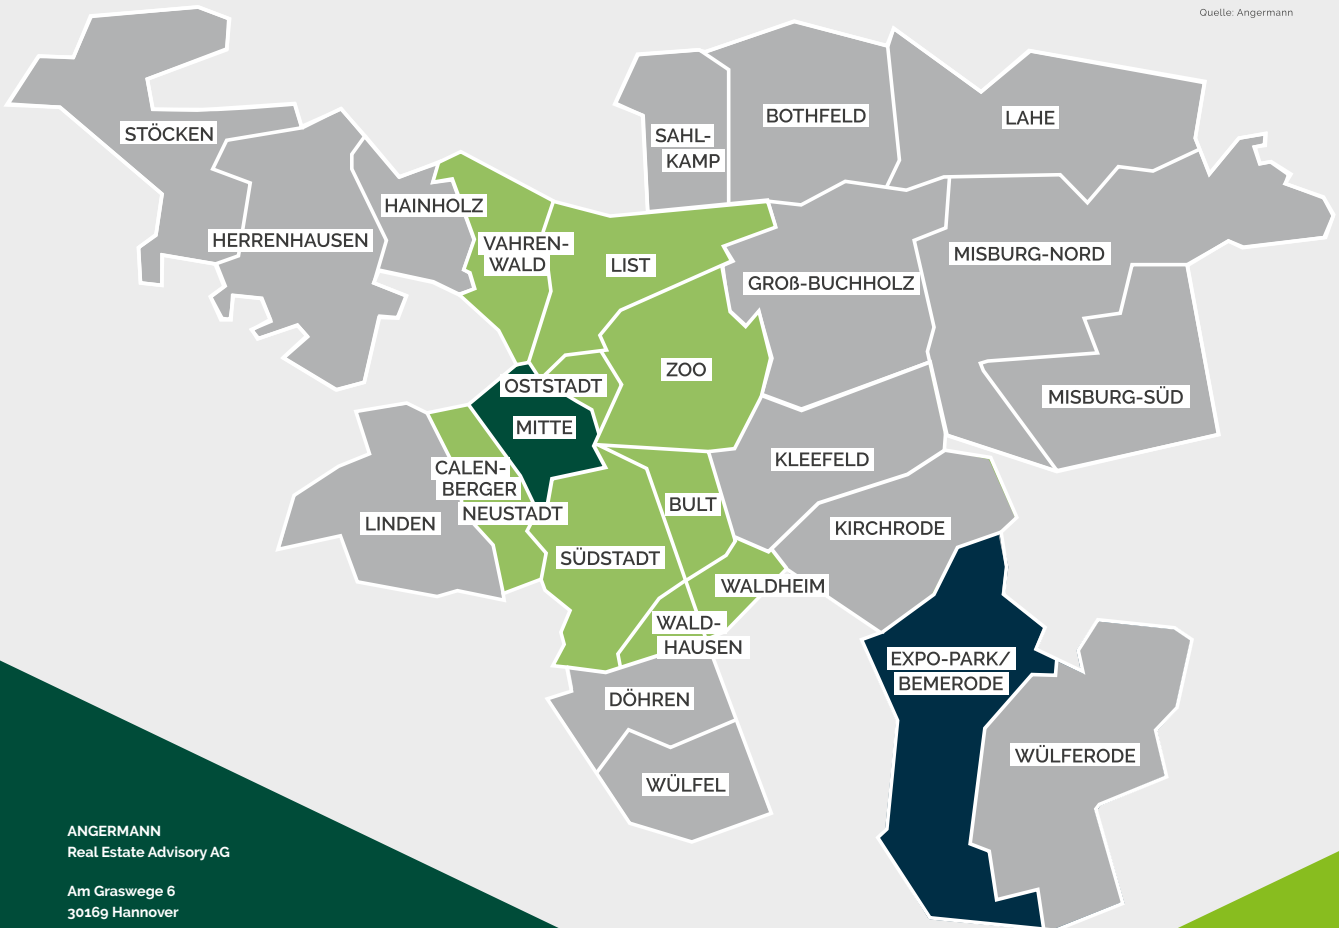 Quelle: Angermann
STÖCKEN
SAHL-
KAMP
BOTHFELD
LAHE
HERRENHAUSEN
HAINHOLZ
VAHREN-
WALD
LIST
GROß-BUCHHOLZ
MISBURG-NORD
OSTSTADT
ZOO
MISBURG-SÜD
MITTE
CALEN-
BERGER
NEUSTADT
KLEEFELD
LINDEN
BULT
KIRCHRODE
SÜDSTADT
WALDHEIM
WALD-
HAUSEN
EXPO-PARK/
BEMERODE
DÖHREN
WÜLFERODE
WÜLFEL
ANGERMANN
Real Estate Advisory AG
Am Graswege 6
30169 Hannover